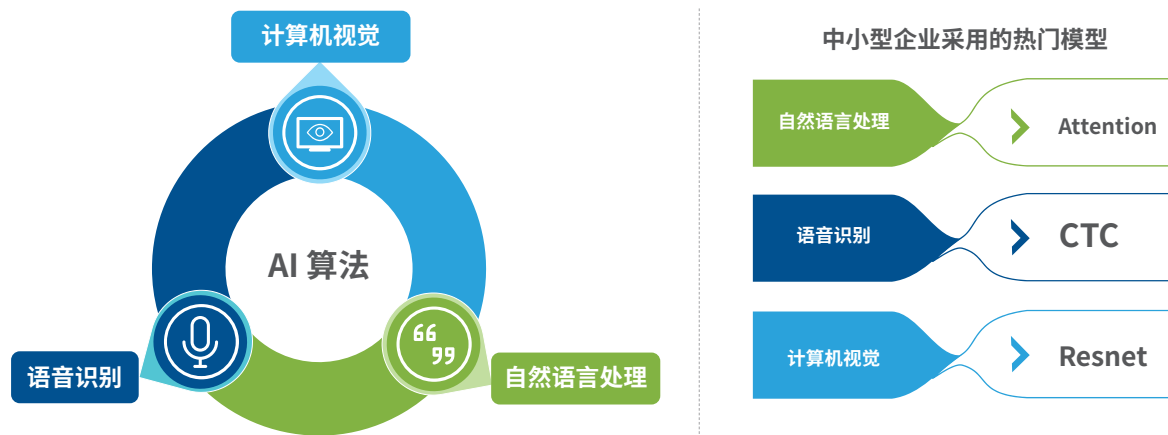 计算机视觉
AI 算法
语音识别
自然语言处理
中小型企业采用的热门模型
自然语言处理
Attention
语音识别
CTC
计算机视觉
Resnet